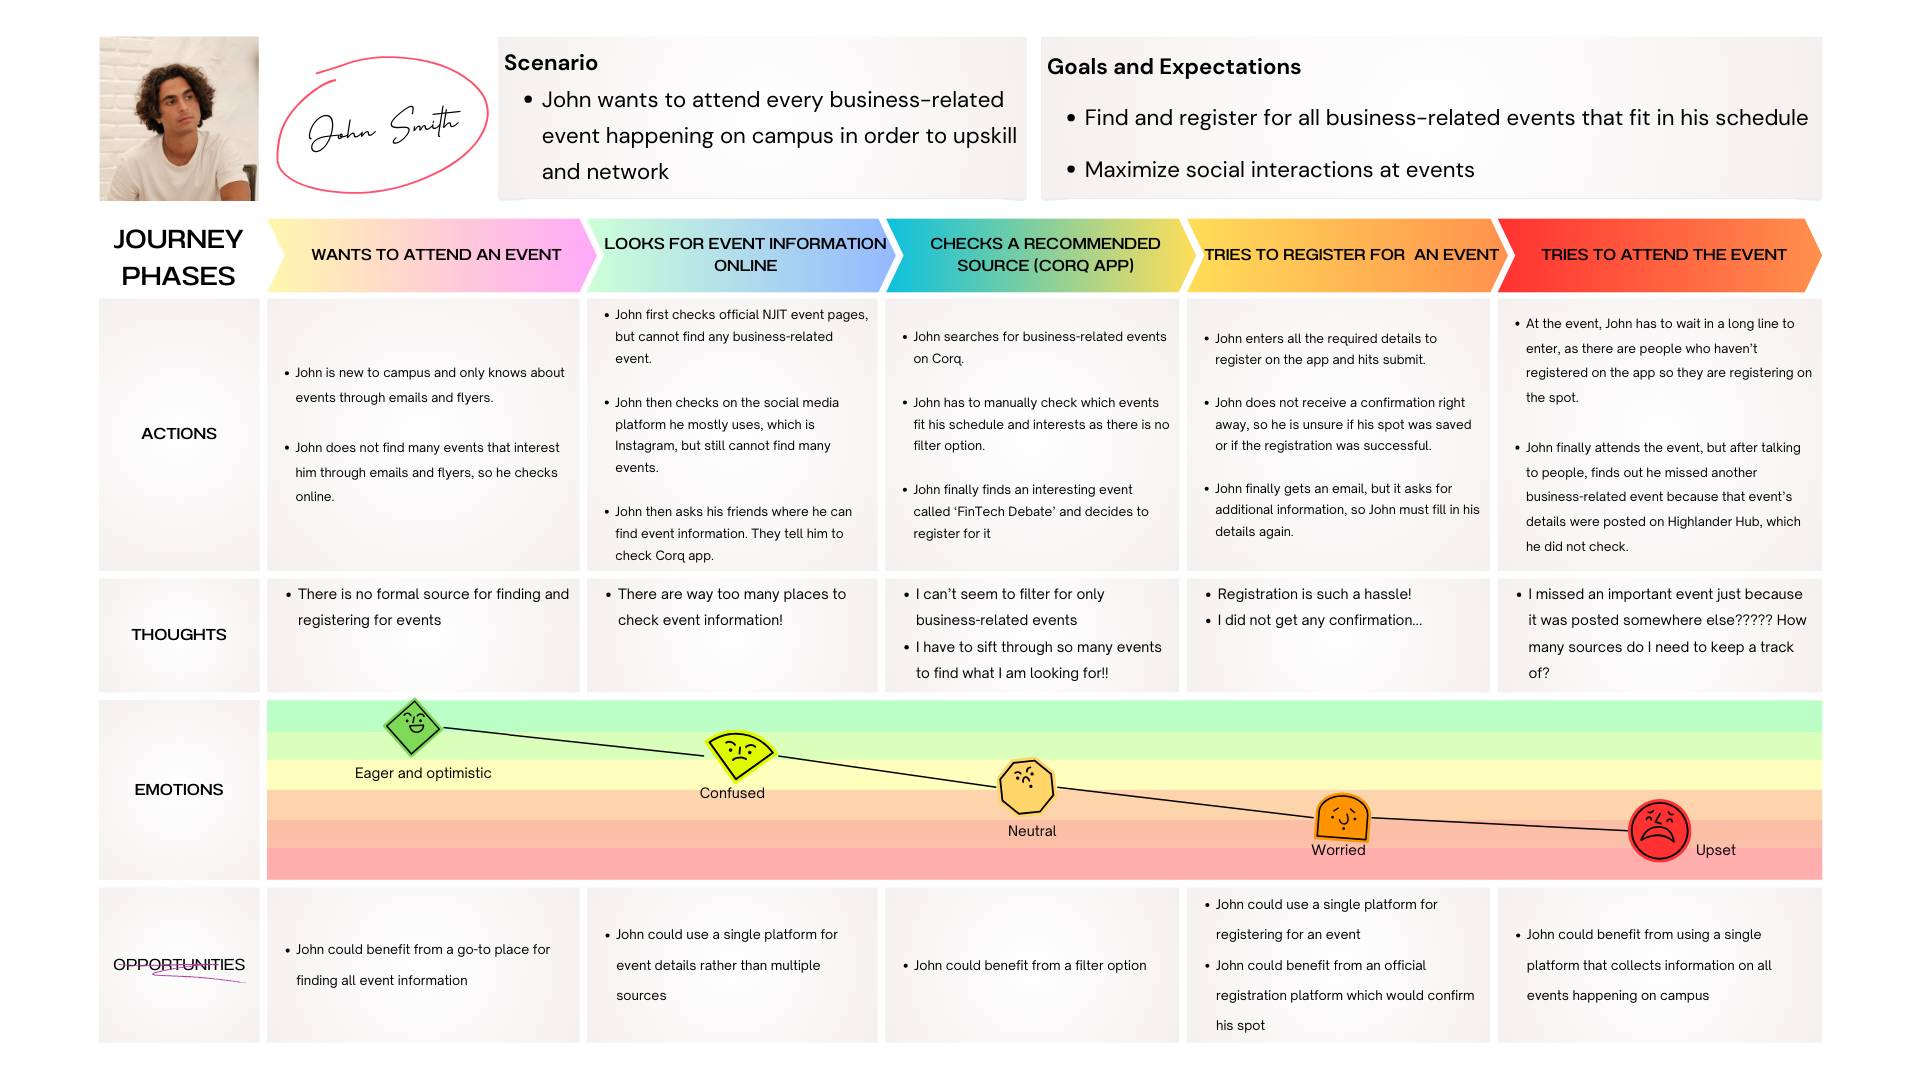 John Smith
Scenario
• John wants to attend every business-related
event happening on campus in order to upskill
and network
Goals and Expectations
• Find and register for all business-related events that fit in his schedule
• Maximize social interactions at events
JOURNEY
PHASES
WANTS TO ATTEND AN EVENT
LOOKS FOR EVENT INFORMATION
ONLINE
CHECKS A RECOMMENDED
SOURCE (CORQ APP)
TRIES TO REGISTER FOR AN EVENT
TRIES TO ATTEND THE EVENT
ACTIONS
• John is new to campus and only knows about
events through emails and flyers.
• John does not find many events that interest
him through emails and flyers, so he checks
online.
• John first checks official NJIT event pages,
but cannot find any business-related
event.
• John then checks on the social media
platform he mostly uses, which is
Instagram, but still cannot find many
events.
• John then asks his friends where he can
find event information. They tell him to
check Corq app.
• John searches for business-related events
on Corq.
• John has to manually check which events
fit his schedule and interests as there is no
filter option.
• John finally finds an interesting event
called ‘FinTech Debate’ and decides to
register for it
• John enters all the required details to
register on the app and hits submit.
• John does not receive a confirmation right
away, so he is unsure if his spot was saved
or if the registration was successful.
• John finally gets an email, but it asks for
additional information, so John must fill in his
details again.
• At the event, John has to wait in a long line to
enter, as there are people who haven’t
registered on the app so they are registering on
the spot.
• John finally attends the event, but after talking
to people, finds out he missed another
business-related event because that event’s
details were posted on Highlander Hub, which
he did not check.
THOUGHTS
• There is no formal source for finding and
registering for events
• There are way too many places to
check event information!
• I can’t seem to filter for only
business-related events
• I have to sift through so many events
to find what I am looking for!!
• Registration is such a hassle!
• I did not get any confirmation...
• I missed an important event just because
it was posted somewhere else????? How
many sources do I need to keep a track
of?
EMOTIONS
Eager and optimistic
Confused
Neutral
Worried
Upset
OPPORTUNITIES
• John could benefit from a go-to place for
finding all event information
• John could use a single platform for
event details rather than multiple
sources
• John could benefit from a filter option
• John could use a single platform for
registering for an event
• John could benefit from an official
registration platform which would confirm
his spot
• John could benefit from using a single
platform that collects information on all
events happening on campus